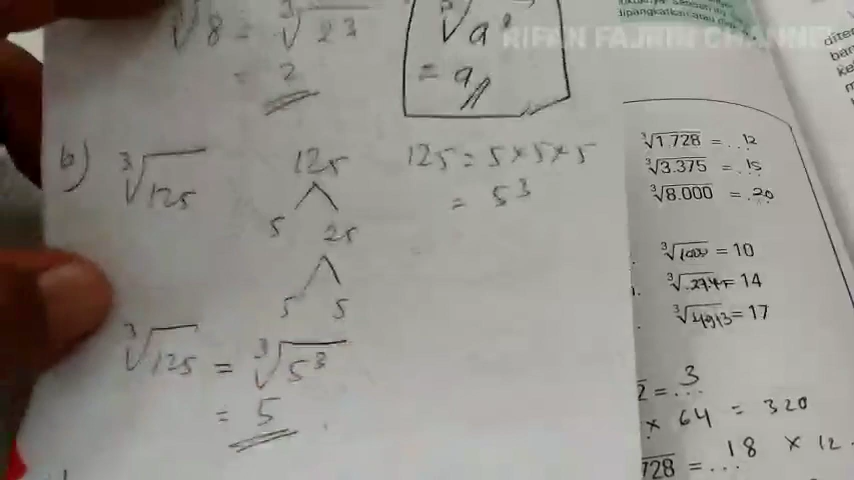 ∛8 = ∛2³
= 2
∛a³
= a
RIFAN FAJRIN CHANNEL
dipangkatkan atau
b) ∛125
125
5 25
5 5
125 = 5 × 5 × 5
= 5³
∛125 = ∛5³
= 5
∛1.728 = ...12
∛3.375 = ...15
∛8.000 = ...20
∛1000 = 10
∛2744 = 14
∛4913 = 17
2 = ...3
× 64 = 320
728 = ...18 × 12